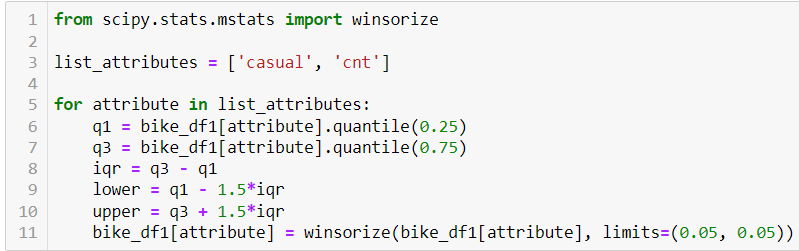 1 from scipy.stats.mstats import winsorize
2
3 list_attributes = ['casual', 'cnt']
4
5 for attribute in list_attributes:
6     q1 = bike_df1[attribute].quantile(0.25)
7     q3 = bike_df1[attribute].quantile(0.75)
8     iqr = q3 - q1
9     lower = q1 - 1.5*iqr
10     upper = q3 + 1.5*iqr
11     bike_df1[attribute] = winsorize(bike_df1[attribute], limits=(0.05, 0.05))